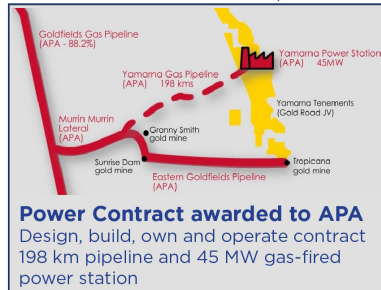 Goldfields Gas Pipeline
(APA - 88.2%)
Yamarna Power Station
(APA) 45MW
Yamarna Gas Pipeline
(APA) 198 kms
Yamarna Tenements
(Gold Road JV)
Murrin Murrin
Lateral
(APA)
Granny Smith
gold mine
Sunrise Dam
gold mine
Eastern Goldfields Pipeline
(APA)
Tropicana
gold mine
Power Contract awarded to APA
Design, build, own and operate contract
198 km pipeline and 45 MW gas-fired
power station